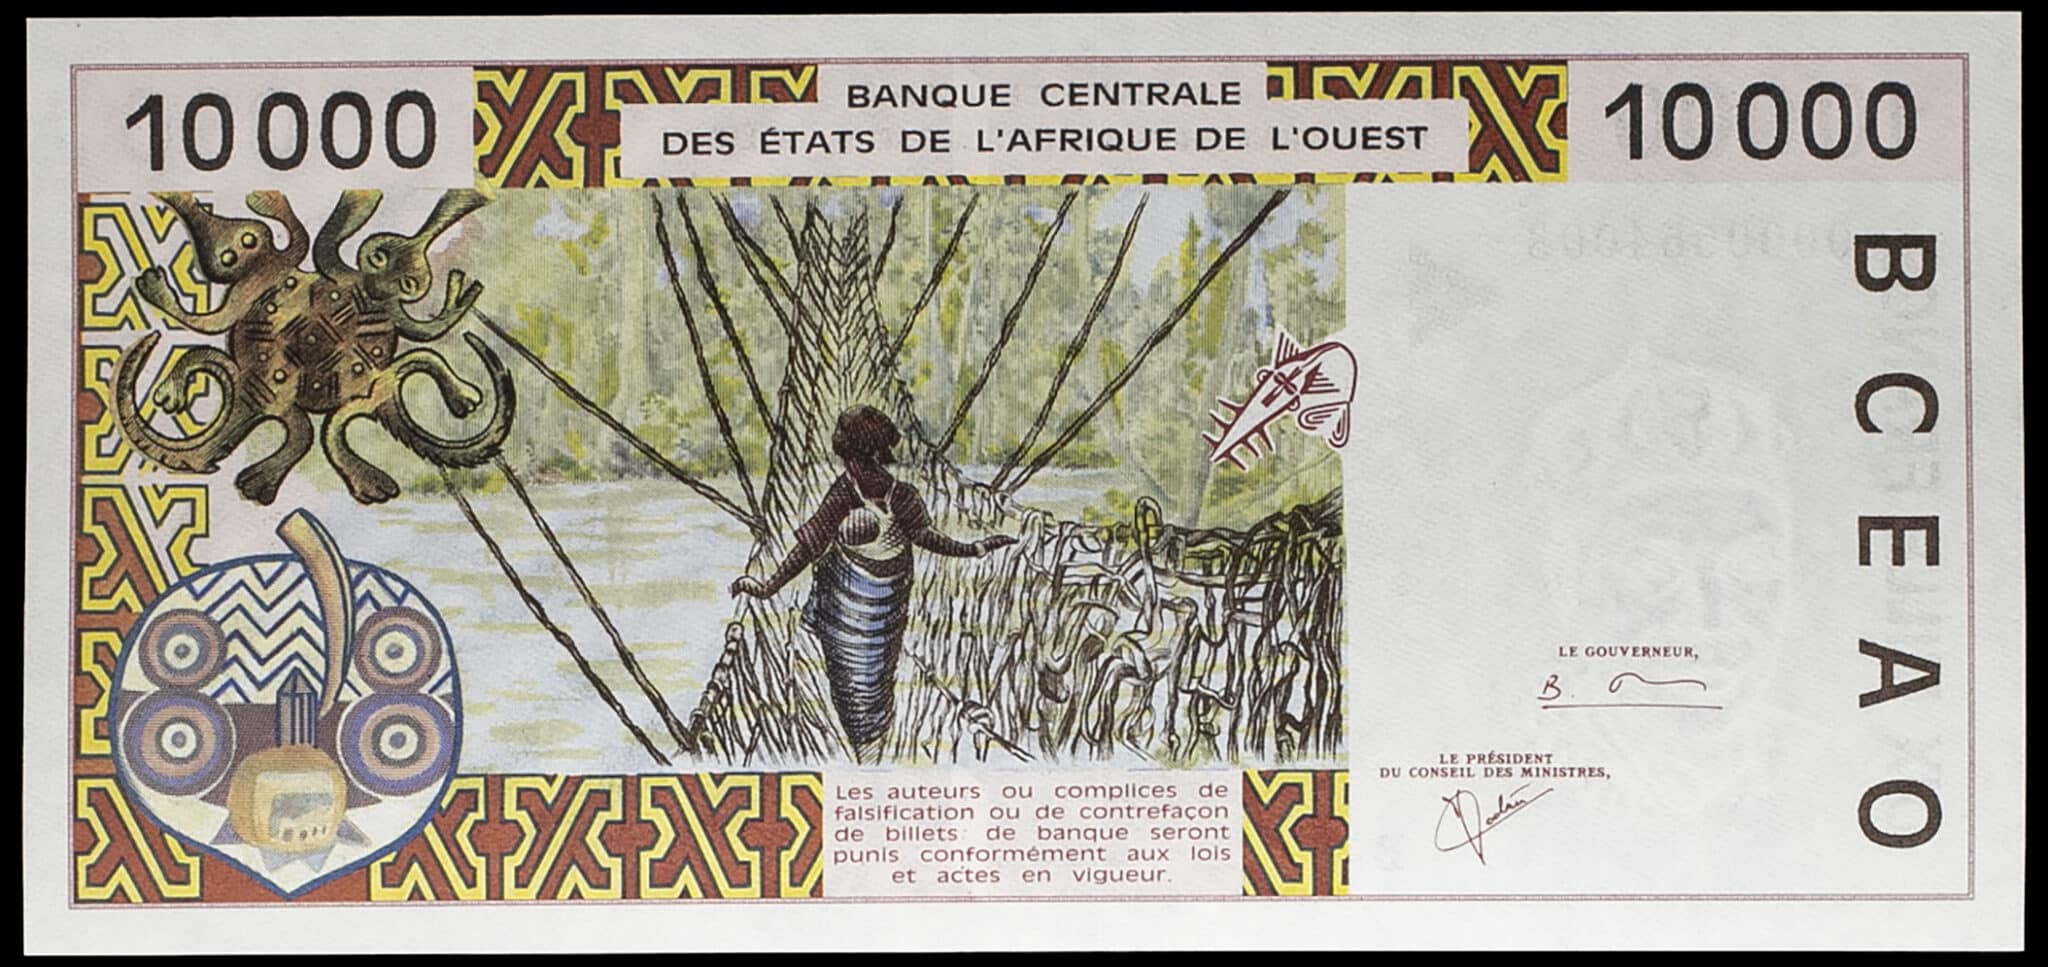 10 000
BANQUE CENTRALE
DES ÉTATS DE L'AFRIQUE DE L'OUEST
10 000
BCEAO
LE GOUVERNEUR,
LE PRÉSIDENT
DU CONSEIL DES MINISTRES,
Les auteurs ou complices de
falsification ou de contrefaçon
de billets de banque seront
punis conformément aux lois
et actes en vigueur.